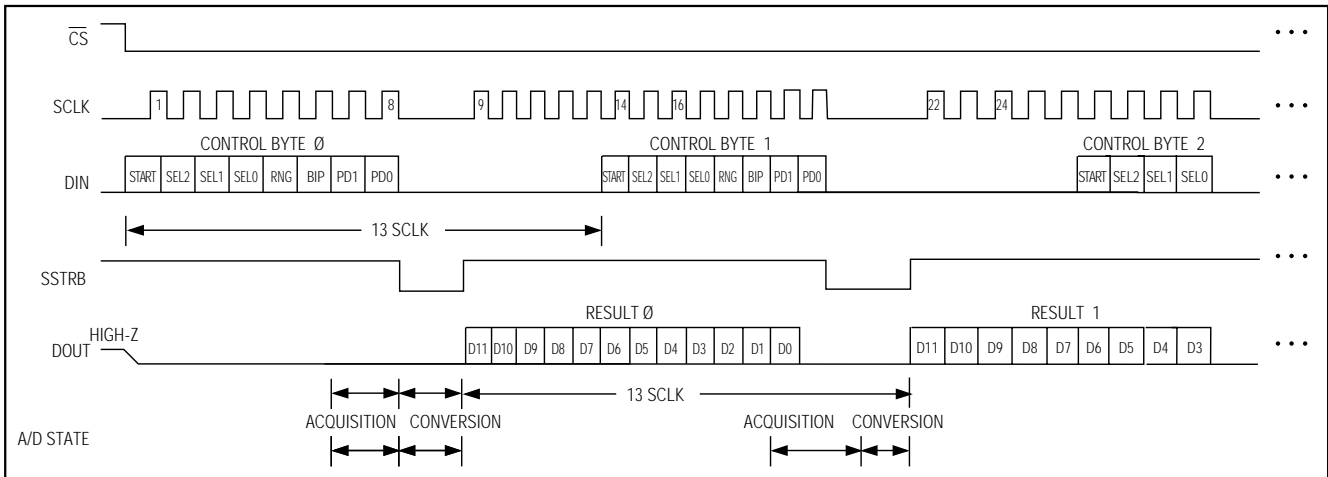 CS • • •
SCLK 1 8 9 14 16 22 24 • • •
CONTROL BYTE Ø CONTROL BYTE 1 CONTROL BYTE 2
DIN START SEL2 SEL1 SEL0 RNG BIP PD1 PD0 START SEL2 SEL1 SEL0 RNG BIP PD1 PD0 START SEL2 SEL1 SEL0 • • •
13 SCLK
SSTRB • • •
RESULT Ø RESULT 1
HIGH-Z
DOUT D11 D10 D9 D8 D7 D6 D5 D4 D3 D2 D1 D0 D11 D10 D9 D8 D7 D6 D5 D4 D3 • • •
13 SCLK
ACQUISITION CONVERSION ACQUISITION CONVERSION
A/D STATE